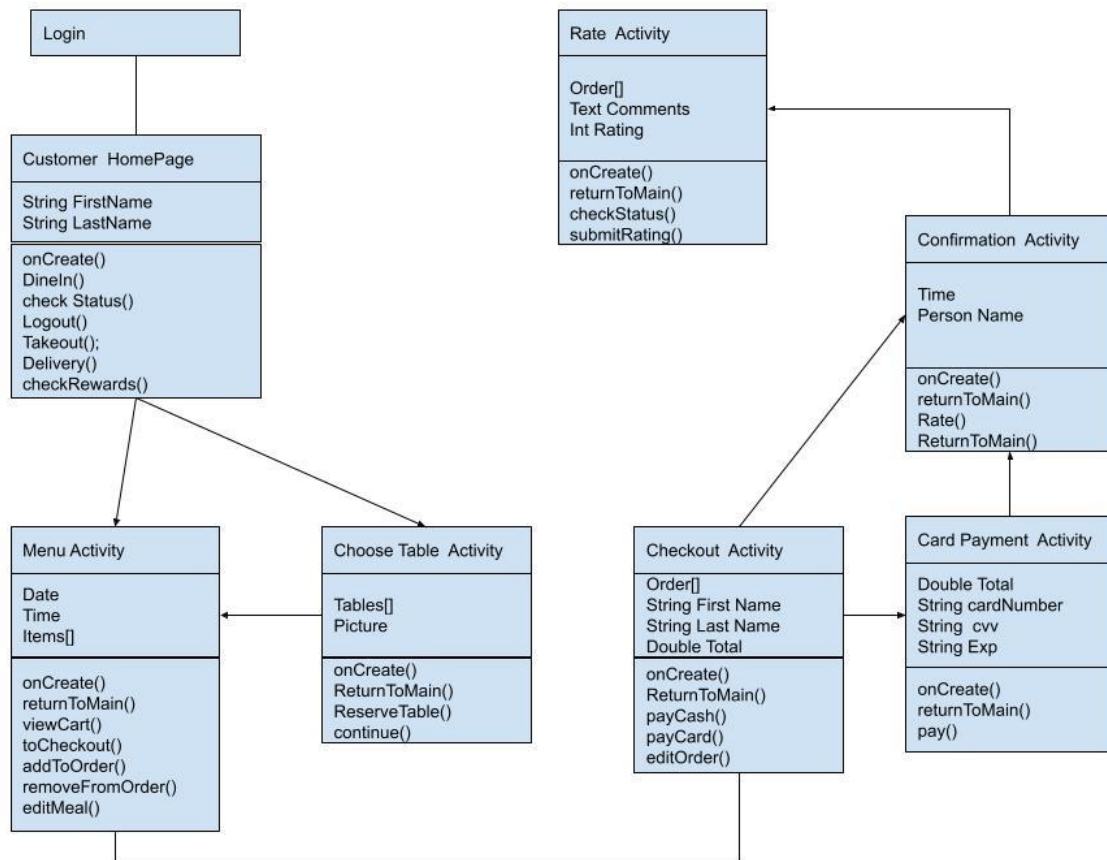 Login
Customer HomePage
String FirstName
String LastName
onCreate()
DineIn()
check Status()
Logout()
Takeout();
Delivery()
checkRewards()
Menu Activity
Date
Time
Items[]
onCreate()
returnToMain()
viewCart()
toCheckout()
addToOrder()
removeFromOrder()
editMeal()
Choose Table Activity
Tables[]
Picture
onCreate()
ReturnToMain()
ReserveTable()
continue()
Rate Activity
Order[]
Text Comments
Int Rating
onCreate()
returnToMain()
checkStatus()
submitRating()
Confirmation Activity
Time
Person Name
onCreate()
returnToMain()
Rate()
ReturnToMain()
Checkout Activity
Order[]
String First Name
String Last Name
Double Total
onCreate()
ReturnToMain()
payCash()
payCard()
editOrder()
Card Payment Activity
Double Total
String cardNumber
String cvv
String Exp
onCreate()
returnToMain()
pay()